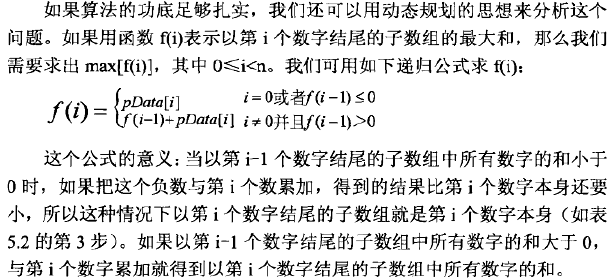 如果算法的功底足够扎实，我们还可以用动态规划的思想来分析这个
问题。如果用函数 f(i)表示以第 i 个数字结尾的子数组的最大和，那么我们
需要求出 max[f(i)]，其中 0≤i<n。我们可用如下递归公式求 f(i)：
f(i) = { pData[i] i = 0或者f(i−1) ≤ 0
f(i−1)+pData[i] i ≠ 0并且f(i−1)>0
这个公式的意义：当以第 i-1 个数字结尾的子数组中所有数字的和小于
0 时，如果把这个负数与第 i 个数累加，得到的结果比第 i 个数字本身还要
小，所以这种情况下以第 i 个数字结尾的子数组就是第 i 个数字本身（如表
5.2 的第 3 步）。如果以第 i-1 个数字结尾的子数组中所有数字的和大于 0，
与第 i 个数字累加就得到以第 i 个数字结尾的子数组中所有数字的和。